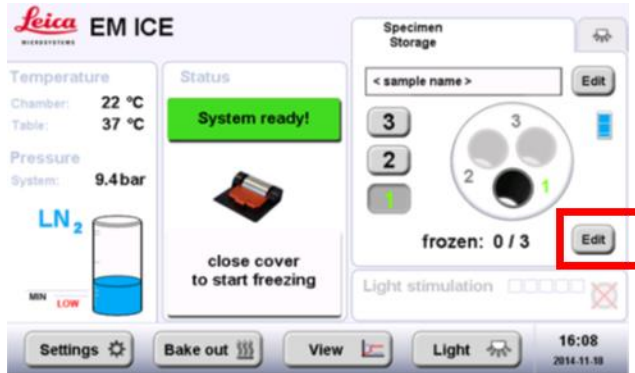 Leica
MICROSYSTEMS
EM ICE
Temperature
Chamber: 22 °C
Table: 37 °C
Pressure
System: 9.4 bar
LN2
MIN LOW
Status
System ready!
close cover
to start freezing
Specimen
Storage
< sample name > Edit
3
2
1
3
2
1
frozen: 0 / 3 Edit
Light stimulation
Settings
Bake out
View
Light
16:08
2014-11-18